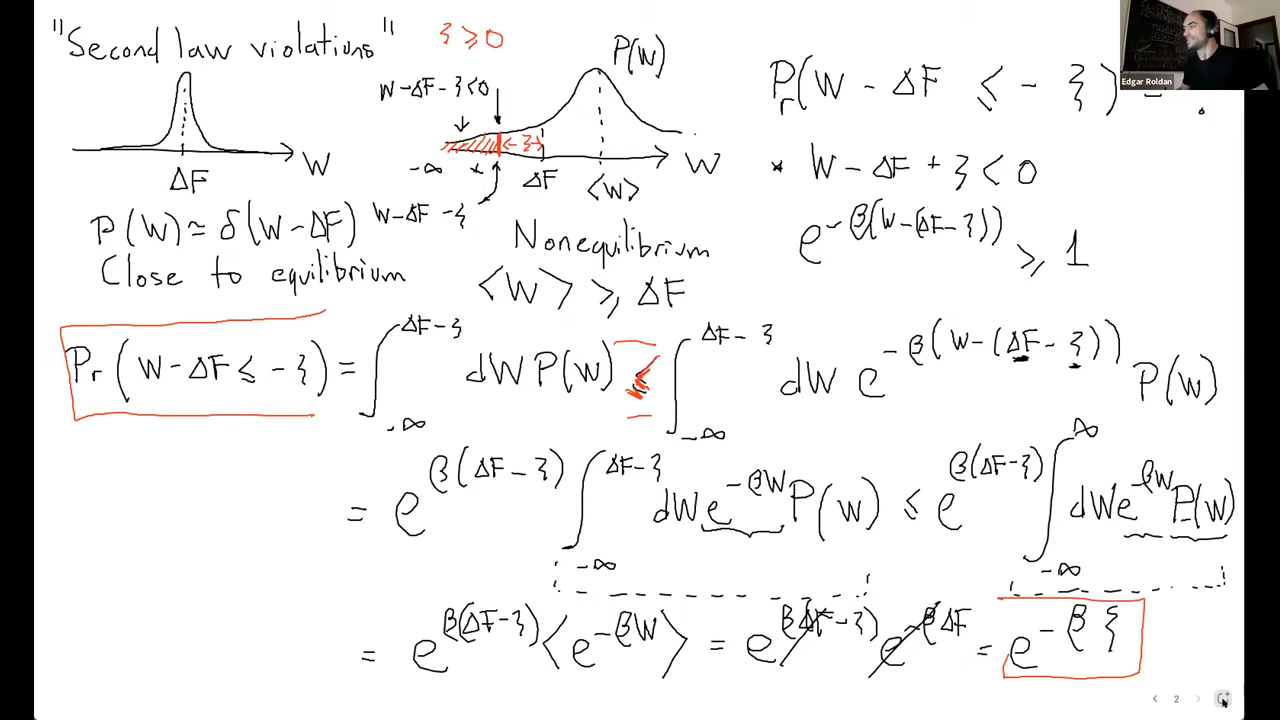 "Second law violations"
ξ ≥ 0
P(W)
W-ΔF-ξ<0
←ξ→
-∞
ΔF
⟨W⟩
W
ΔF
W
W-ΔF-ξ
P(W) ≃ δ(W-ΔF)
Close to equilibrium
Nonequilibrium
⟨W⟩ ≥ ΔF
Edgar Roldan
Pr(W - ΔF ≤ - ξ) =
* W - ΔF + ξ < 0
e^{-β(W-(ΔF-ξ))} ≥ 1
Pr(W-ΔF ≤ -ξ) = ∫_{-∞}^{ΔF-ξ} dW P(W) ≤ ∫_{-∞}^{ΔF-ξ} dW e^{-β(W-(ΔF-ξ))} P(W)
= e^{β(ΔF-ξ)} ∫_{-∞}^{ΔF-ξ} dW e^{-βW} P(W) ≤ e^{β(ΔF-ξ)} ∫_{-∞}^{∞} dW e^{-βW} P(W)
= e^{β(ΔF-ξ)} ⟨e^{-βW}⟩ = e^{β(ΔF-ξ)} e^{-βΔF} = e^{-βξ}
2